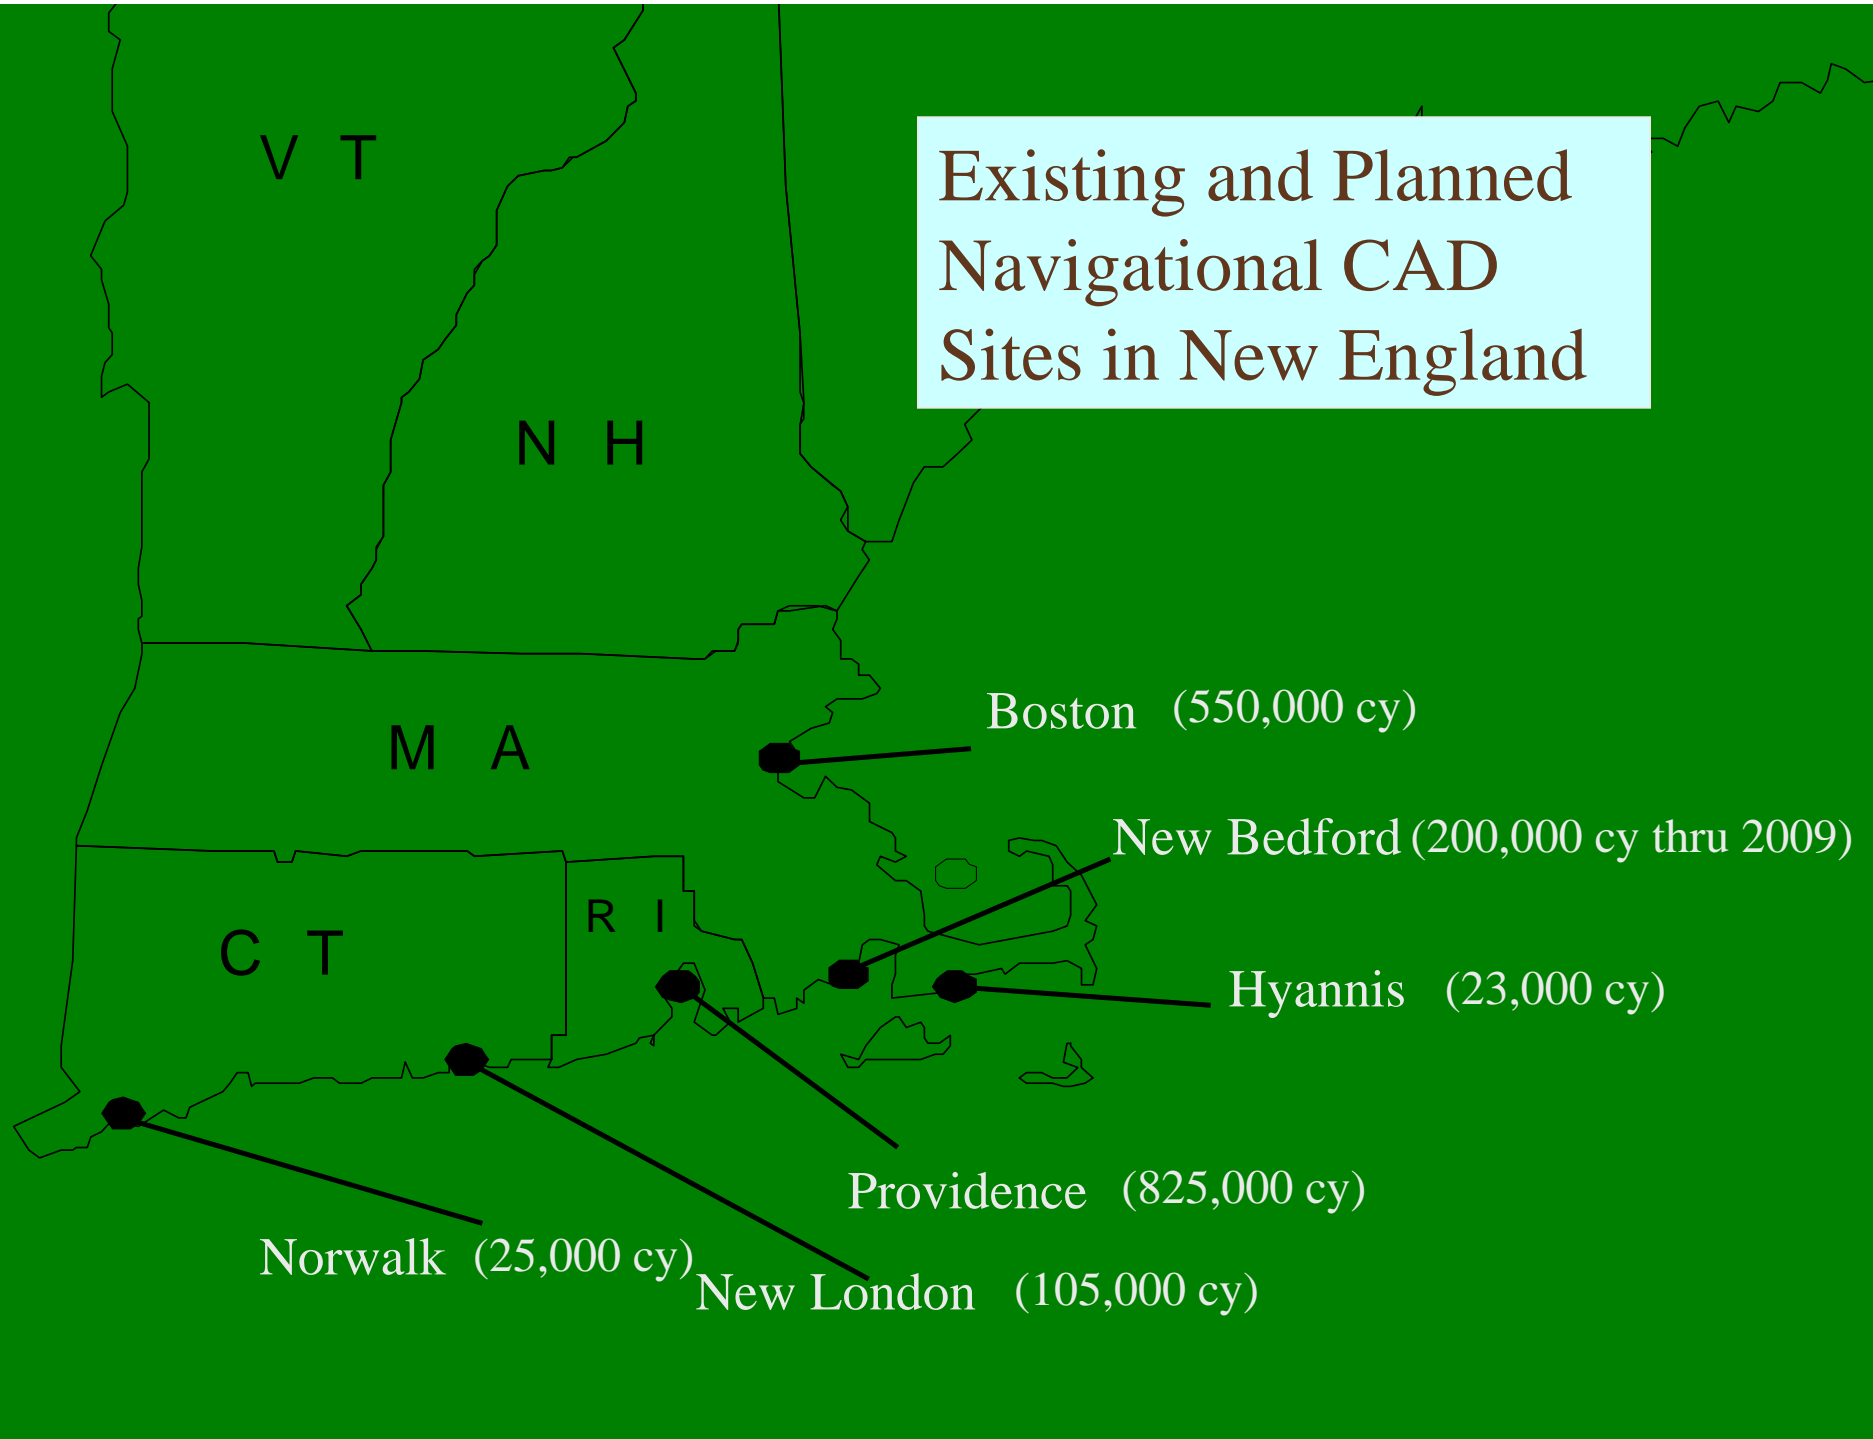 V T
Existing and Planned
Navigational CAD
Sites in New England
N H
Boston (550,000 cy)
M A
New Bedford (200,000 cy thru 2009)
R I
C T
Hyannis (23,000 cy)
Providence (825,000 cy)
Norwalk (25,000 cy)
New London (105,000 cy)